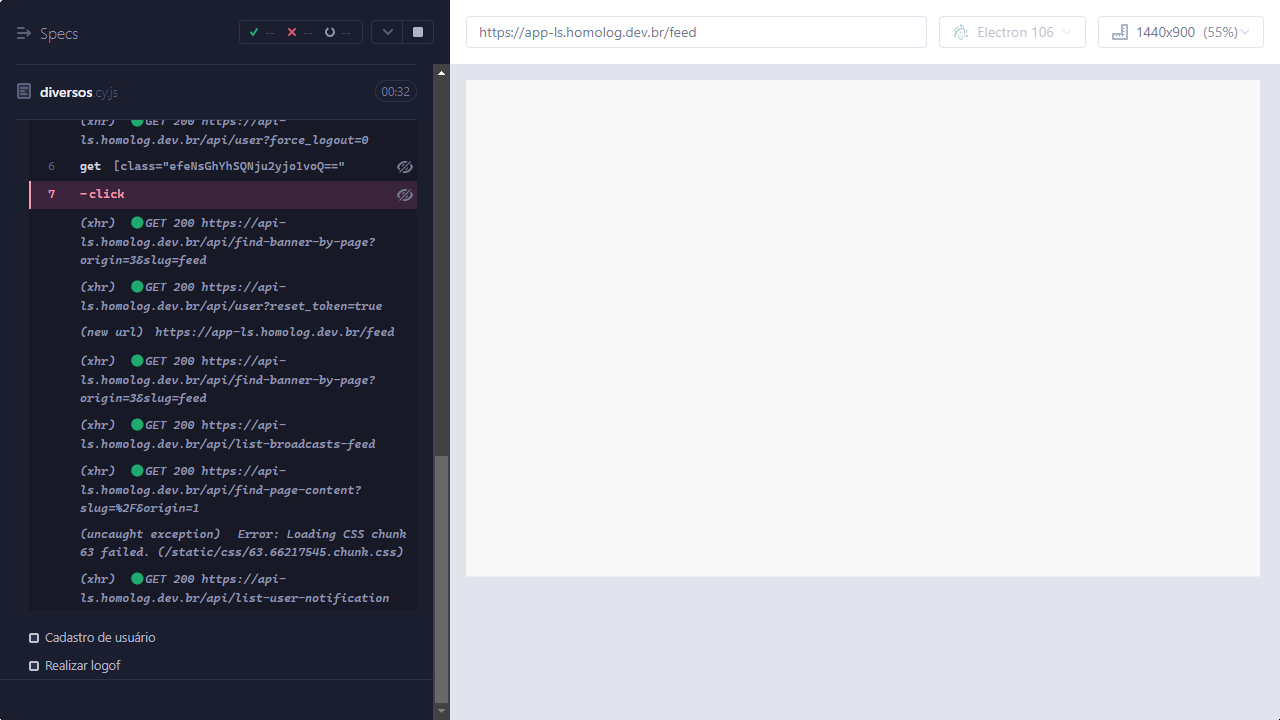 Specs
-- -- --
https://app-ls.homolog.dev.br/feed
Electron 106
1440x900 (55%)
diversos.cy.js
00:32
(xhr) GET 200 https://api-
ls.homolog.dev.br/api/user?force_logout=0
6 get [class="efeNsGhYhSQNju2yjo1voQ=="
7 -click
(xhr) GET 200 https://api-
ls.homolog.dev.br/api/find-banner-by-page?
origin=3&slug=feed
(xhr) GET 200 https://api-
ls.homolog.dev.br/api/user?reset_token=true
(new url) https://app-ls.homolog.dev.br/feed
(xhr) GET 200 https://api-
ls.homolog.dev.br/api/find-banner-by-page?
origin=3&slug=feed
(xhr) GET 200 https://api-
ls.homolog.dev.br/api/list-broadcasts-feed
(xhr) GET 200 https://api-
ls.homolog.dev.br/api/find-page-content?
slug=%2F&origin=1
(uncaught exception) Error: Loading CSS chunk
63 failed. (/static/css/63.66217545.chunk.css)
(xhr) GET 200 https://api-
ls.homolog.dev.br/api/list-user-notification
Cadastro de usuário
Realizar logof